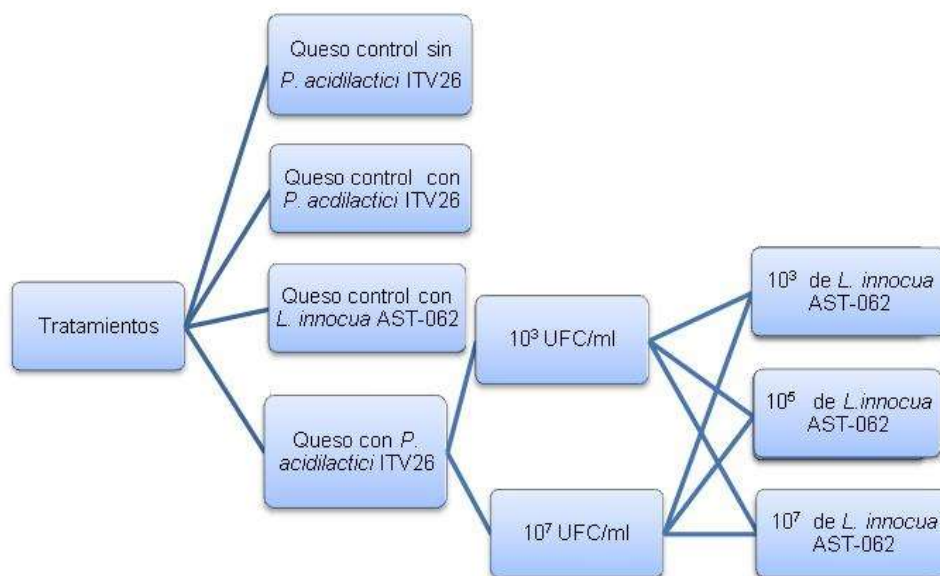 Queso control sin
P. acidilactici ITV26
Queso control con
P. acdilactici ITV26
Tratamientos
Queso control con
L. innocua AST-062
Queso con P.
acidilactici ITV26
10³ UFC/ml
10⁷ UFC/ml
10³ de L. innocua
AST-062
10⁵ de L.innocua
AST-062
10⁷ de L. innocua
AST-062